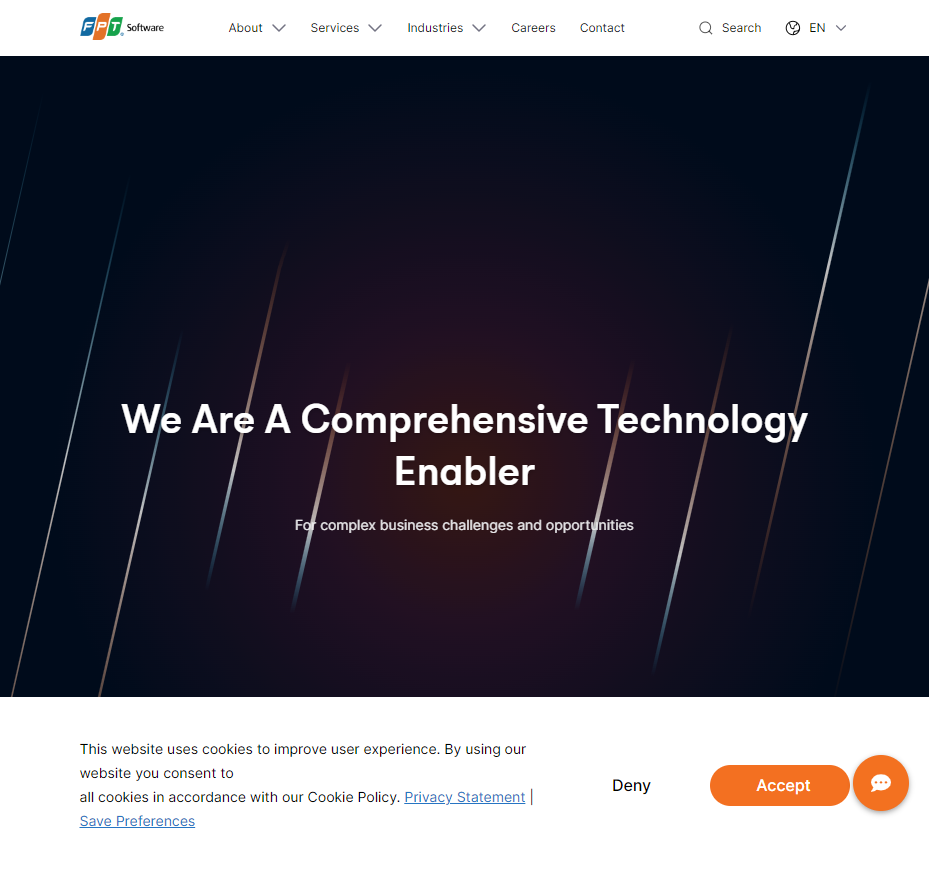 FPT Software
About
Services
Industries
Careers
Contact
Search
EN
We Are A Comprehensive Technology
Enabler
For complex business challenges and opportunities
This website uses cookies to improve user experience. By using our
website you consent to
all cookies in accordance with our Cookie Policy. Privacy Statement |
Save Preferences
Deny
Accept